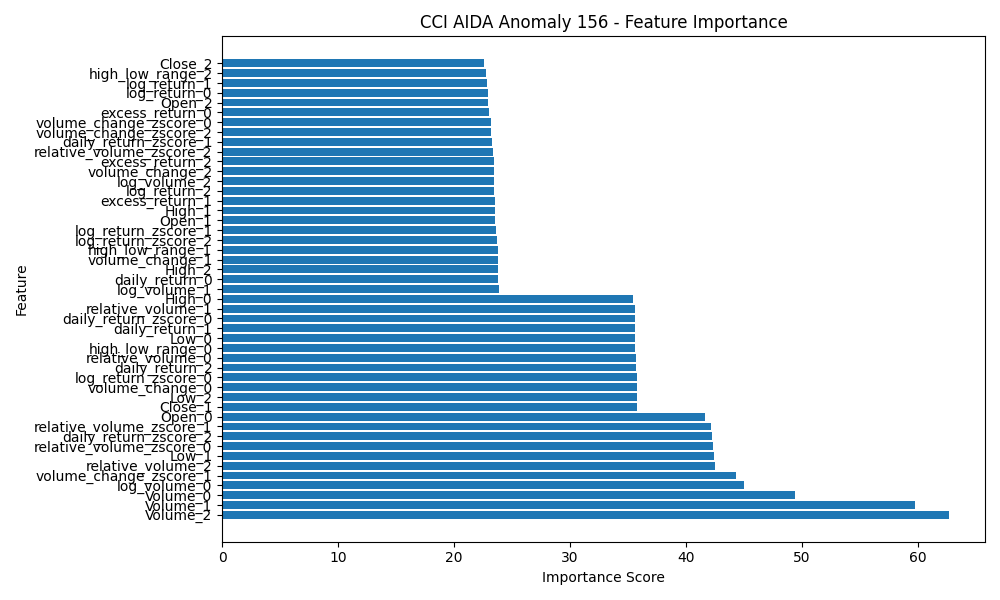 CCI AIDA Anomaly 156 - Feature Importance
Close_2
high_low_range_2
log_return_1
log_return_0
Open_2
excess_return_0
volume_change_zscore_0
volume_change_zscore_2
daily_return_zscore_1
relative_volume_zscore_2
excess_return_2
volume_change_2
log_volume_2
log_return_2
excess_return_1
High_1
Open_1
log_return_zscore_1
log_return_zscore_2
high_low_range_1
volume_change_1
High_2
daily_return_0
log_volume_1
High_0
relative_volume_1
daily_return_zscore_0
daily_return_1
Low_0
high_low_range_0
relative_volume_0
daily_return_2
log_return_zscore_0
volume_change_0
Low_2
Close_1
Open_0
relative_volume_zscore_1
daily_return_zscore_2
relative_volume_zscore_0
Low_1
relative_volume_2
volume_change_zscore_1
log_volume_0
Volume_0
Volume_1
Volume_2
Feature
0 10 20 30 40 50 60
Importance Score